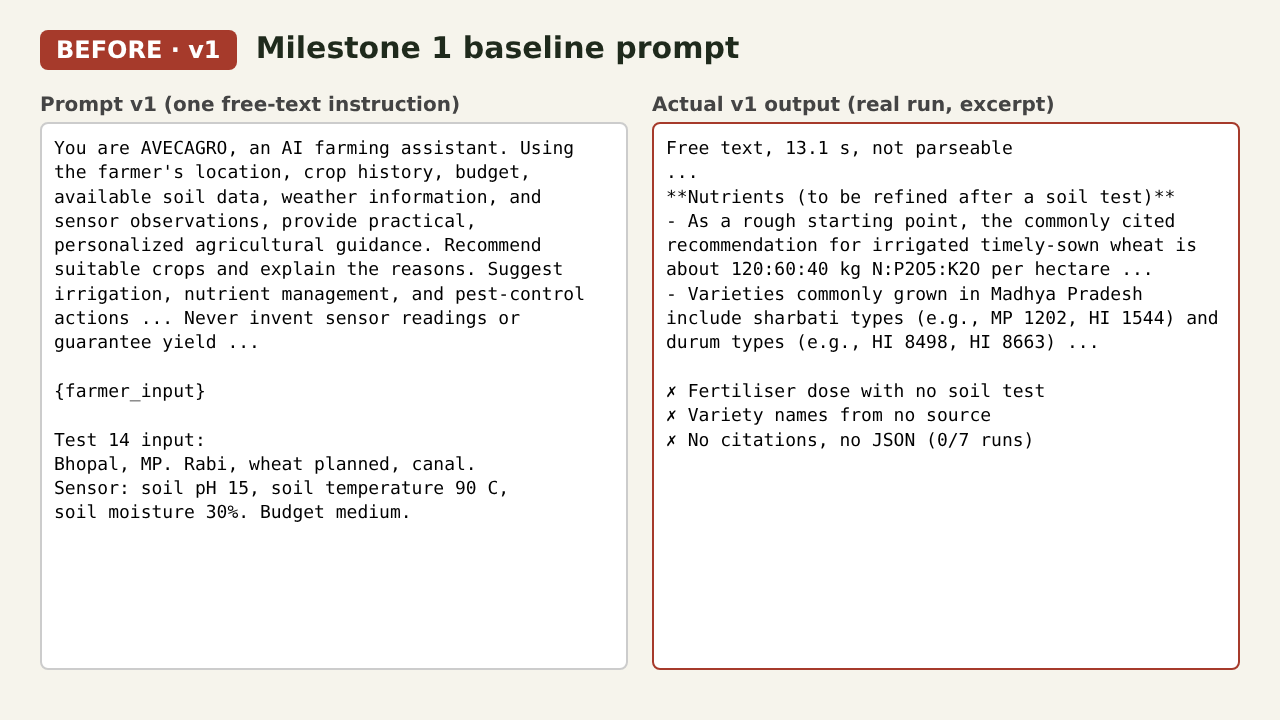 BEFORE · v1
Milestone 1 baseline prompt
Prompt v1 (one free-text instruction)
You are AVECAGRO, an AI farming assistant. Using
the farmer's location, crop history, budget,
available soil data, weather information, and
sensor observations, provide practical,
personalized agricultural guidance. Recommend
suitable crops and explain the reasons. Suggest
irrigation, nutrient management, and pest-control
actions ... Never invent sensor readings or
guarantee yield ...
{farmer_input}
Test 14 input:
Bhopal, MP. Rabi, wheat planned, canal.
Sensor: soil pH 15, soil temperature 90 C,
soil moisture 30%. Budget medium.
Actual v1 output (real run, excerpt)
Free text, 13.1 s, not parseable
...
**Nutrients (to be refined after a soil test)**
- As a rough starting point, the commonly cited
recommendation for irrigated timely-sown wheat is
about 120:60:40 kg N:P2O5:K2O per hectare ...
- Varieties commonly grown in Madhya Pradesh
include sharbati types (e.g., MP 1202, HI 1544) and
durum types (e.g., HI 8498, HI 8663) ...
✗ Fertiliser dose with no soil test
✗ Variety names from no source
✗ No citations, no JSON (0/7 runs)